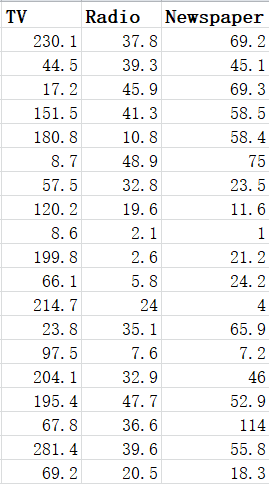 TV Radio Newspaper
230.1 37.8 69.2
44.5 39.3 45.1
17.2 45.9 69.3
151.5 41.3 58.5
180.8 10.8 58.4
8.7 48.9 75
57.5 32.8 23.5
120.2 19.6 11.6
8.6 2.1 1
199.8 2.6 21.2
66.1 5.8 24.2
214.7 24 4
23.8 35.1 65.9
97.5 7.6 7.2
204.1 32.9 46
195.4 47.7 52.9
67.8 36.6 114
281.4 39.6 55.8
69.2 20.5 18.3